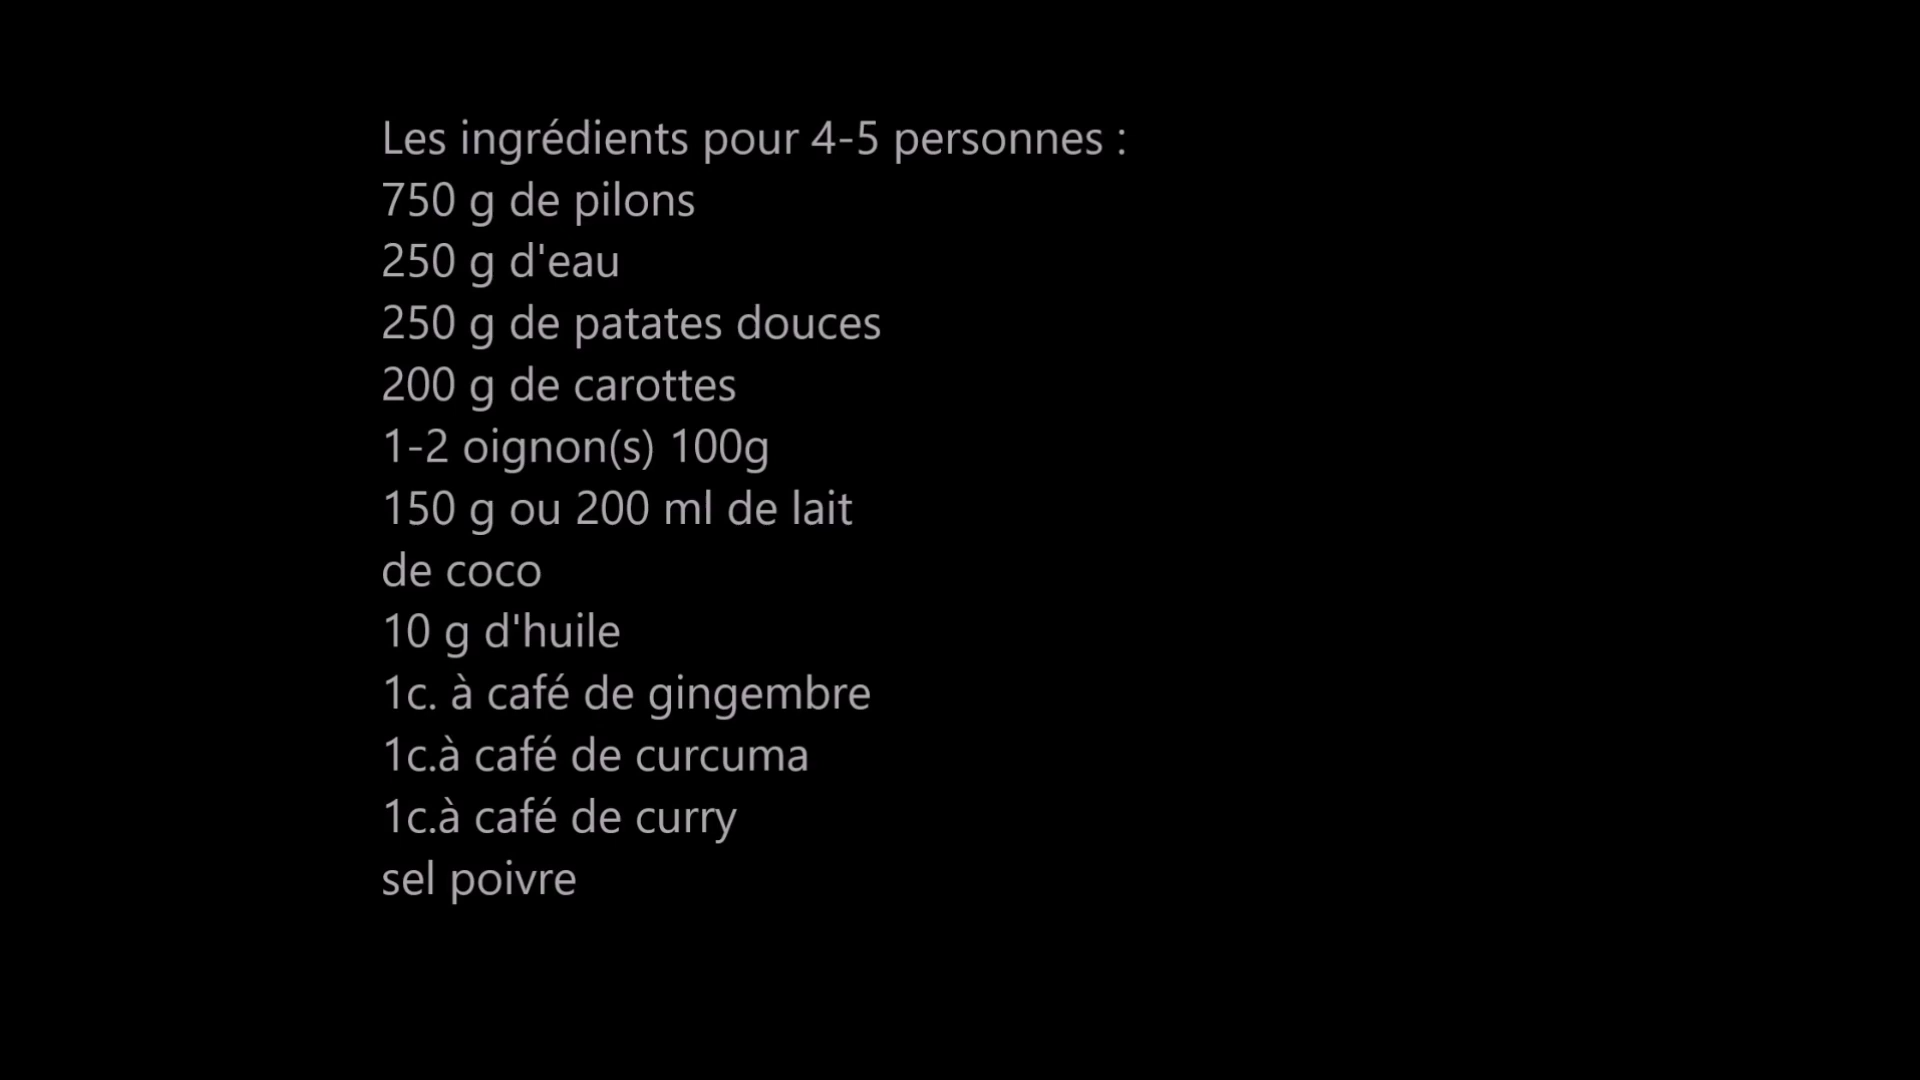 Les ingrédients pour 4-5 personnes :
750 g de pilons
250 g d'eau
250 g de patates douces
200 g de carottes
1-2 oignon(s) 100g
150 g ou 200 ml de lait
de coco
10 g d'huile
1c. à café de gingembre
1c.à café de curcuma
1c.à café de curry
sel poivre